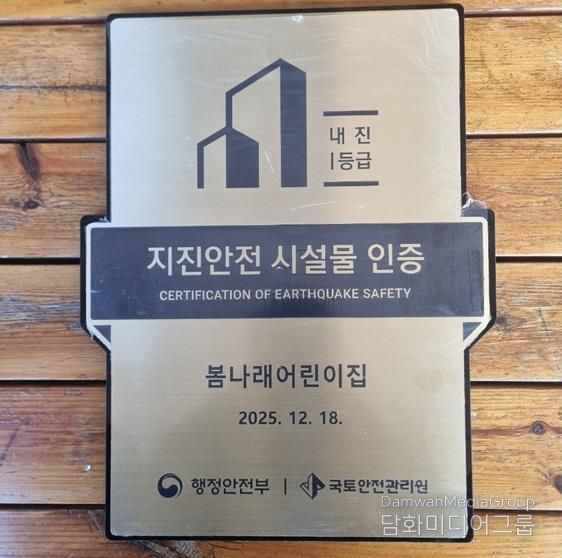 내 진
I등급
지진안전 시설물 인증
CERTIFICATION OF EARTHQUAKE SAFETY
봄나래어린이집
2025. 12. 18.
행정안전부 | 국토안전관리원
DamwahMediaGroup
담화미디어그룹